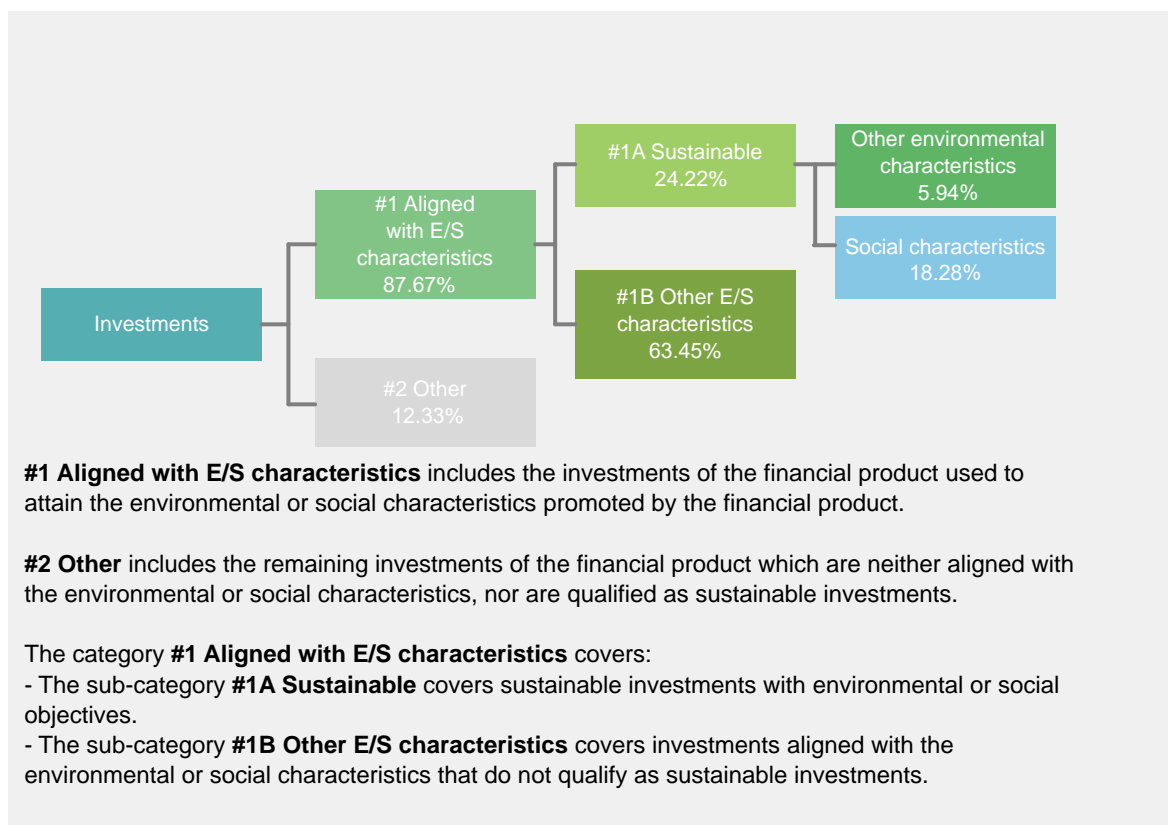 Investments
#1 Aligned
with E/S
characteristics
87.67%
#2 Other
12.33%
#1A Sustainable
24.22%
#1B Other E/S
characteristics
63.45%
Other environmental
characteristics
5.94%
Social characteristics
18.28%
#1 Aligned with E/S characteristics includes the investments of the financial product used to
attain the environmental or social characteristics promoted by the financial product.
#2 Other includes the remaining investments of the financial product which are neither aligned with
the environmental or social characteristics, nor are qualified as sustainable investments.
The category #1 Aligned with E/S characteristics covers:
- The sub-category #1A Sustainable covers sustainable investments with environmental or social
objectives.
- The sub-category #1B Other E/S characteristics covers investments aligned with the
environmental or social characteristics that do not qualify as sustainable investments.